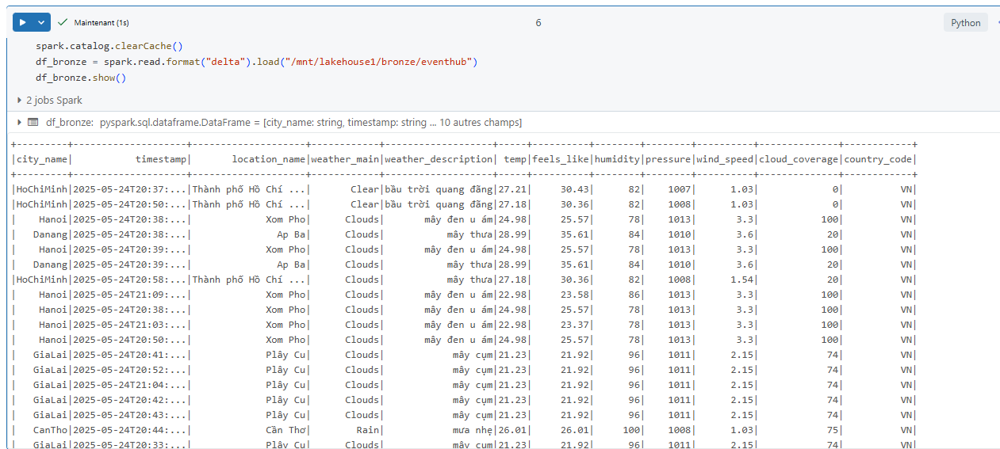 Maintenant (1s)
6
Python
spark.catalog.clearCache()
df_bronze = spark.read.format("delta").load("/mnt/lakehouse1/bronze/eventhub")
df_bronze.show()
2 jobs Spark
df_bronze: pyspark.sql.dataframe.DataFrame = [city_name: string, timestamp: string ... 10 autres champs]
+---------+--------------------+-------------------+------------+-------------------+-----+----------+--------+--------+----------+--------------+------------+
|city_name|           timestamp|      location_name|weather_main|weather_description| temp|feels_like|humidity|pressure|wind_speed|cloud_coverage|country_code|
+---------+--------------------+-------------------+------------+-------------------+-----+----------+--------+--------+----------+--------------+------------+
|HoChiMinh|2025-05-24T20:37:...|Thành phố Hồ Chí ...|       Clear|bầu trời quang đãng|27.21|     30.43|      82|    1007|      1.03|             0|          VN|
|HoChiMinh|2025-05-24T20:50:...|Thành phố Hồ Chí ...|       Clear|bầu trời quang đãng|27.18|     30.36|      82|    1008|      1.03|             0|          VN|
|    Hanoi|2025-05-24T20:38:...|            Xom Pho|      Clouds|       mây đen u ám|24.98|     25.57|      78|    1013|       3.3|           100|          VN|
|   Danang|2025-05-24T20:38:...|              Ap Ba|      Clouds|           mây thưa|28.99|     35.61|      84|    1010|       3.6|            20|          VN|
|    Hanoi|2025-05-24T20:39:...|            Xom Pho|      Clouds|       mây đen u ám|24.98|     25.57|      78|    1013|       3.3|           100|          VN|
|   Danang|2025-05-24T20:39:...|              Ap Ba|      Clouds|           mây thưa|28.99|     35.61|      84|    1010|       3.6|            20|          VN|
|HoChiMinh|2025-05-24T20:58:...|Thành phố Hồ Chí ...|      Clouds|           mây thưa|27.18|     30.36|      82|    1008|      1.54|            20|          VN|
|    Hanoi|2025-05-24T21:09:...|            Xom Pho|      Clouds|       mây đen u ám|22.98|     23.58|      86|    1013|       3.3|           100|          VN|
|    Hanoi|2025-05-24T20:38:...|            Xom Pho|      Clouds|       mây đen u ám|24.98|     25.57|      78|    1013|       3.3|           100|          VN|
|    Hanoi|2025-05-24T21:03:...|            Xom Pho|      Clouds|       mây đen u ám|22.98|     23.37|      78|    1013|       3.3|           100|          VN|
|    Hanoi|2025-05-24T20:50:...|            Xom Pho|      Clouds|       mây đen u ám|24.98|     25.57|      78|    1013|       3.3|           100|          VN|
|   GiaLai|2025-05-24T20:41:...|            Plây Cu|      Clouds|            mây cụm|21.23|     21.92|      96|    1011|      2.15|            74|          VN|
|   GiaLai|2025-05-24T20:52:...|            Plây Cu|      Clouds|            mây cụm|21.23|     21.92|      96|    1011|      2.15|            74|          VN|
|   GiaLai|2025-05-24T21:04:...|            Plây Cu|      Clouds|            mây cụm|21.23|     21.92|      96|    1011|      2.15|            74|          VN|
|   GiaLai|2025-05-24T20:42:...|            Plây Cu|      Clouds|            mây cụm|21.23|     21.92|      96|    1011|      2.15|            74|          VN|
|   GiaLai|2025-05-24T20:43:...|            Plây Cu|      Clouds|            mây cụm|21.23|     21.92|      96|    1011|      2.15|            74|          VN|
|   CanTho|2025-05-24T20:44:...|            Cần Thơ|        Rain|            mưa nhẹ|26.01|     26.01|     100|    1008|      1.03|            75|          VN|
|   GiaLai|2025-05-24T20:33:...|            Plây Cu|      Clouds|            mây cụm|21.23|     21.92|      96|    1011|      2.15|            74|          VN|